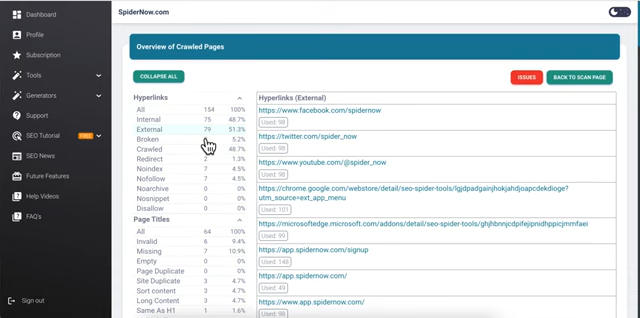 Dashboard
Profile
Subscription
Tools
Generators
Support
SEO Tutorial FREE
SEO News
Future Features
Help Videos
FAQ's
Sign out
SpiderNow.com
Overview of Crawled Pages
COLLAPSE ALL
ISSUES
BACK TO SCAN PAGE
Hyperlinks
All 154 100%
Internal 75 48.7%
External 79 51.3%
Broken 5.2%
Crawled 48.7%
Redirect 2 1.3%
Noindex 7 4.5%
Nofollow 7 4.5%
Noarchive 0 0%
Nosnippet 0 0%
Disallow 0 0%
Page Titles
All 64 100%
Invalid 6 9.4%
Missing 7 10.9%
Empty 0 0%
Page Duplicate 0 0%
Site Duplicate 3 4.7%
Sort content 3 4.7%
Long Content 3 4.7%
Same As H1 1 1.6%
Hyperlinks (External)
https://www.facebook.com/spidernow
Used: 98
https://twitter.com/spider_now
Used: 98
https://www.youtube.com/@spider_now
Used: 98
https://chrome.google.com/webstore/detail/seo-spider-tools/lgjdpadgainjhokjahdjoapcdekdioge?
utm_source=ext_app_menu
Used: 101
https://microsoftedge.microsoft.com/addons/detail/seo-spider-tools/ghjhbnnjcdpifejipnidhppicjmmfaei
Used: 99
https://app.spidernow.com/signup
Used: 148
https://app.spidernow.com/
Used: 49
https://www.app.spidernow.com/
Used: 98